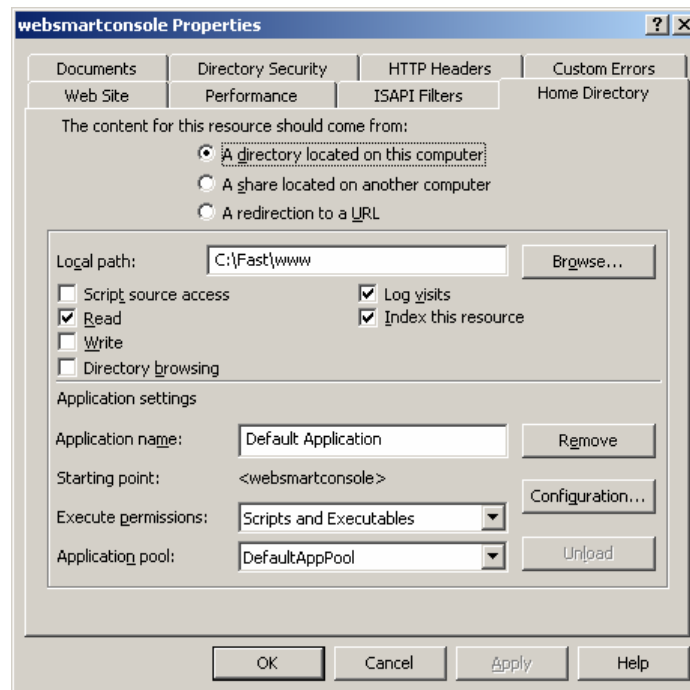 websmartconsole Properties
Documents Directory Security HTTP Headers Custom Errors
Web Site Performance ISAPI Filters Home Directory
The content for this resource should come from:
A directory located on this computer
A share located on another computer
A redirection to a URL
Local path: C:\Fast\www Browse...
Script source access Log visits
Read Index this resource
Write
Directory browsing
Application settings
Application name: Default Application Remove
Starting point: <websmartconsole>
Configuration...
Execute permissions: Scripts and Executables
Application pool: DefaultAppPool Unload
OK Cancel Apply Help